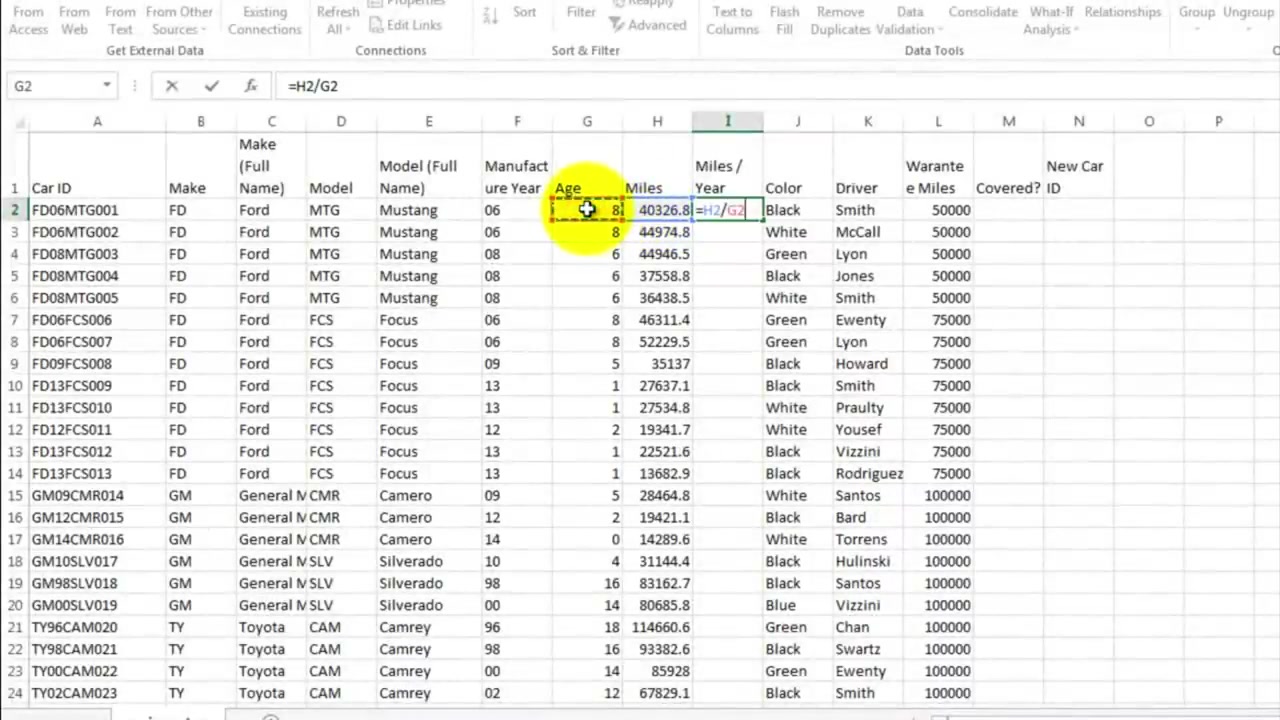 From Access From Web From Text From Other Sources Existing Connections Refresh All Properties Edit Links Sort Filter Reapply Advanced Text to Columns Flash Fill Remove Duplicates Data Validation Consolidate What-If Analysis Relationships Group Ungroup
Get External Data Connections Sort & Filter Data Tools
G2 fx =H2/G2
A B C D E F G H I J K L M N O P
1 Car ID Make Make (Full Name) Model Model (Full Name) Manufacture Year Age Miles Miles / Year Color Driver Warantee Miles Covered? New Car ID
2 FD06MTG001 FD Ford MTG Mustang 06 8 40326.8 =H2/G2 Black Smith 50000
3 FD06MTG002 FD Ford MTG Mustang 06 8 44974.8 White McCall 50000
4 FD08MTG003 FD Ford MTG Mustang 08 6 44946.5 Green Lyon 50000
5 FD08MTG004 FD Ford MTG Mustang 08 6 37558.8 Black Jones 50000
6 FD08MTG005 FD Ford MTG Mustang 08 6 36438.5 White Smith 50000
7 FD06FCS006 FD Ford FCS Focus 06 8 46311.4 Green Ewenty 75000
8 FD06FCS007 FD Ford FCS Focus 06 8 52229.5 Green Lyon 75000
9 FD09FCS008 FD Ford FCS Focus 09 5 35137 Black Howard 75000
10 FD13FCS009 FD Ford FCS Focus 13 1 27637.1 Black Smith 75000
11 FD13FCS010 FD Ford FCS Focus 13 1 27534.8 White Praulty 75000
12 FD12FCS011 FD Ford FCS Focus 12 2 19341.7 White Yousef 75000
13 FD13FCS012 FD Ford FCS Focus 13 1 22521.6 Black Vizzini 75000
14 FD13FCS013 FD Ford FCS Focus 13 1 13682.9 Black Rodriguez 75000
15 GM09CMR014 GM General M CMR Camero 09 5 28464.8 White Santos 100000
16 GM12CMR015 GM General M CMR Camero 12 2 19421.1 Black Bard 100000
17 GM14CMR016 GM General M CMR Camero 14 0 14289.6 White Torrens 100000
18 GM10SLV017 GM General M SLV Silverado 10 4 31144.4 Black Hulinski 100000
19 GM98SLV018 GM General M SLV Silverado 98 16 83162.7 Black Santos 100000
20 GM00SLV019 GM General M SLV Silverado 00 14 80685.8 Blue Vizzini 100000
21 TY96CAM020 TY Toyota CAM Camrey 96 18 114660.6 Green Chan 100000
22 TY98CAM021 TY Toyota CAM Camrey 98 16 93382.6 Black Swartz 100000
23 TY00CAM022 TY Toyota CAM Camrey 00 14 85928 Green Ewenty 100000
24 TY02CAM023 TY Toyota CAM Camrey 02 12 67829.1 Black Smith 100000